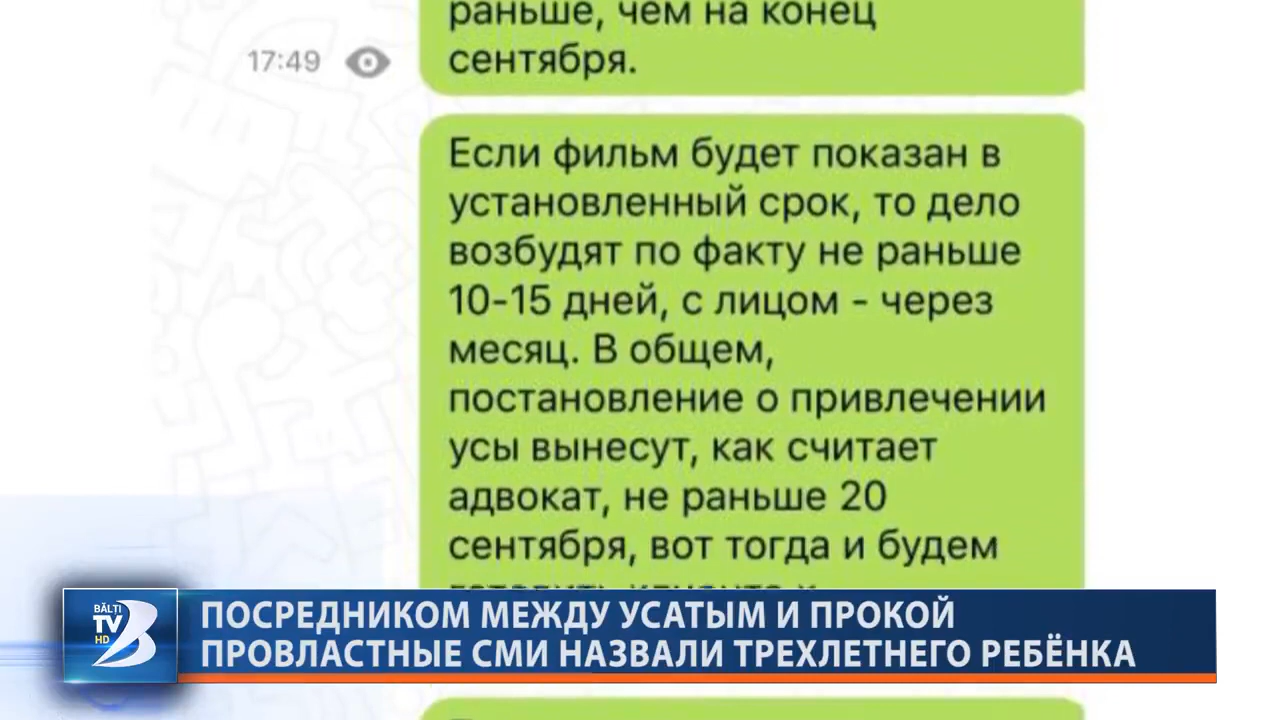 раньше, чем на конец
сентября.
17:49
Если фильм будет показан в
установленный срок, то дело
возбудят по факту не раньше
10-15 дней, с лицом - через
месяц. В общем,
постановление о привлечении
усы вынесут, как считает
адвокат, не раньше 20
сентября, вот тогда и будем
BĂLȚI
TV
HD
ПОСРЕДНИКОМ МЕЖДУ УСАТЫМ И ПРОКОЙ
ПРОВЛАСТНЫЕ СМИ НАЗВАЛИ ТРЕХЛЕТНЕГО РЕБЁНКА